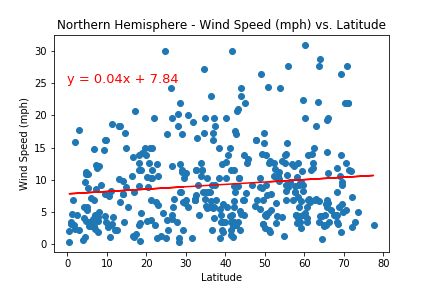 Northern Hemisphere - Wind Speed (mph) vs. Latitude
y = 0.04x + 7.84
Wind Speed (mph)
30
25
20
15
10
5
0
0 10 20 30 40 50 60 70 80
Latitude